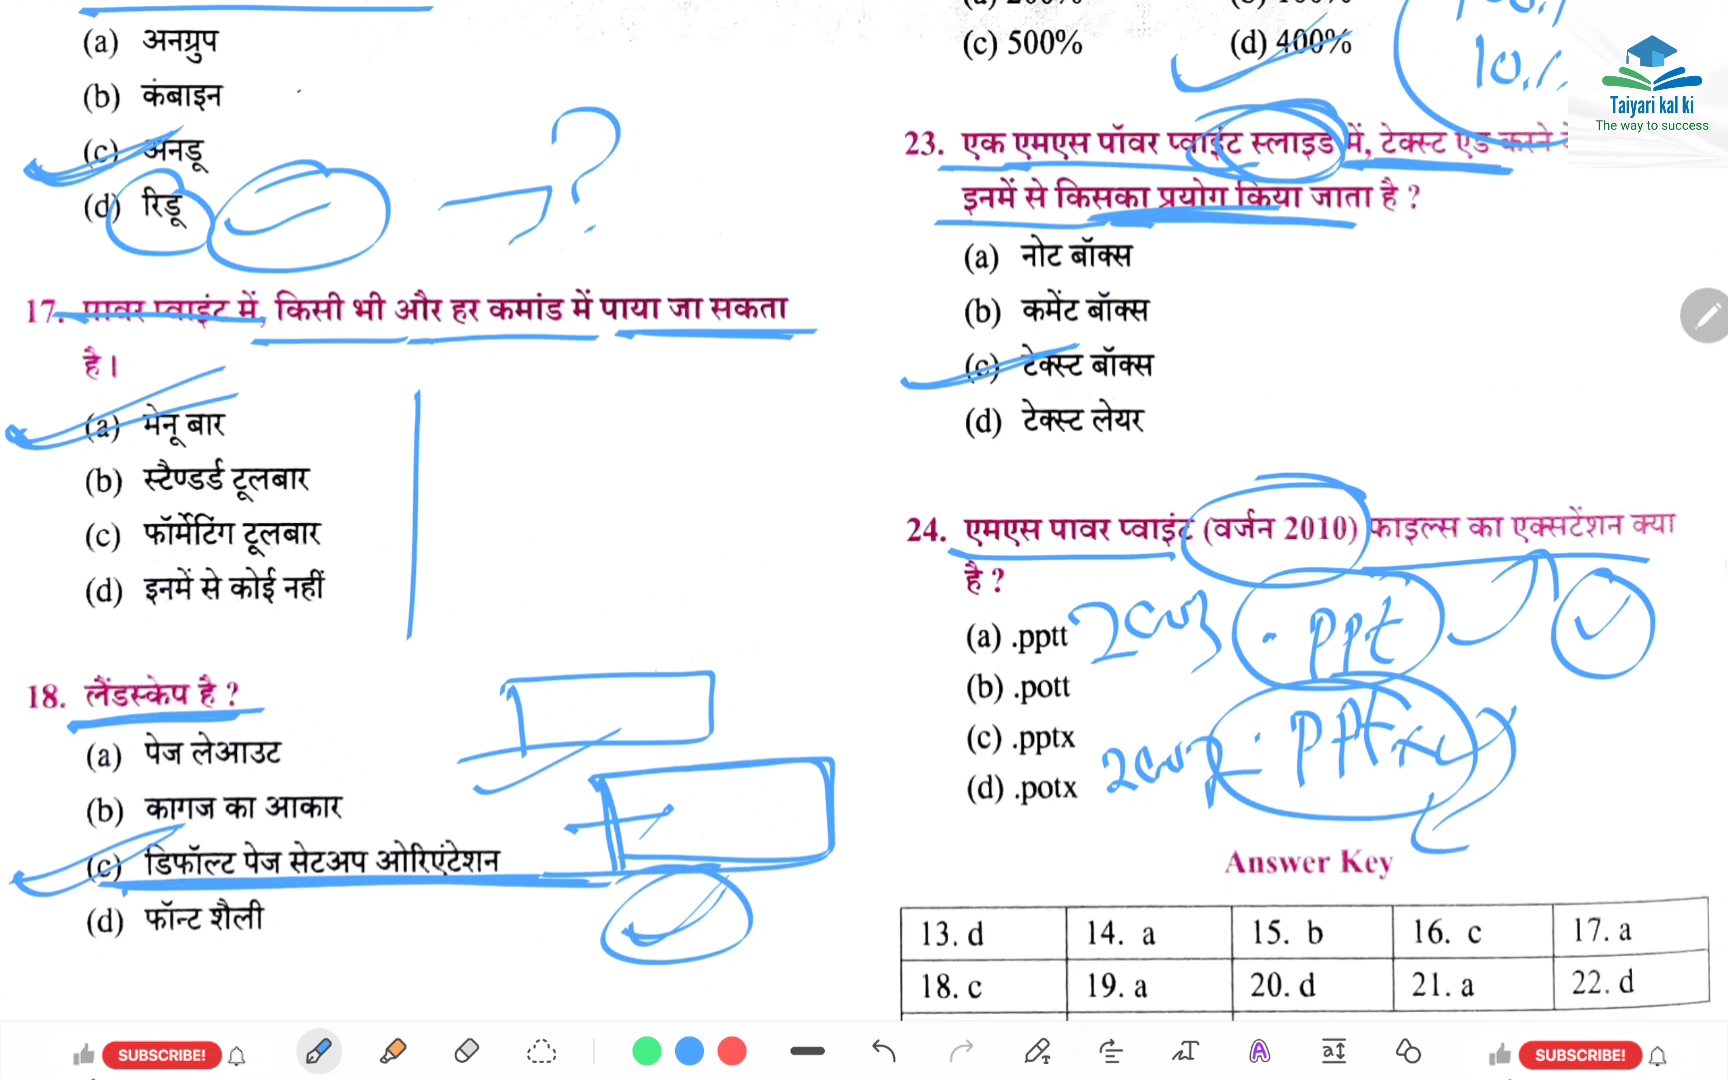 (a) अनग्रुप
(b) कंबाइन
(c) अनडू
(d) रिडू
?
17. पावर प्वाइंट में, किसी भी और हर कमांड में पाया जा सकता
है।
(a) मेनू बार
(b) स्टैण्डर्ड टूलबार
(c) फॉर्मेटिंग टूलबार
(d) इनमें से कोई नहीं
18. लैंडस्केप है ?
(a) पेज लेआउट
(b) कागज का आकार
(c) डिफॉल्ट पेज सेटअप ओरिएंटेशन
(d) फॉन्ट शैली
(c) 500% (d) 400%
10.
Taiyari kal ki
The way to success
23. एक एमएस पॉवर प्वाइंट स्लाइड में, टेक्स्ट एड करने
इनमें से किसका प्रयोग किया जाता है ?
(a) नोट बॉक्स
(b) कमेंट बॉक्स
(c) टेक्स्ट बॉक्स
(d) टेक्स्ट लेयर
24. एमएस पावर प्वाइंट (वर्जन 2010) फाइल्स का एक्सटेंशन क्या
है ?
(a) .pptt 2003 .ppt
(b) .pott
(c) .pptx
(d) .potx 2007 .pptx
Answer Key
13. d 14. a 15. b 16. c 17. a
18. c 19. a 20. d 21. a 22. d
SUBSCRIBE! SUBSCRIBE!